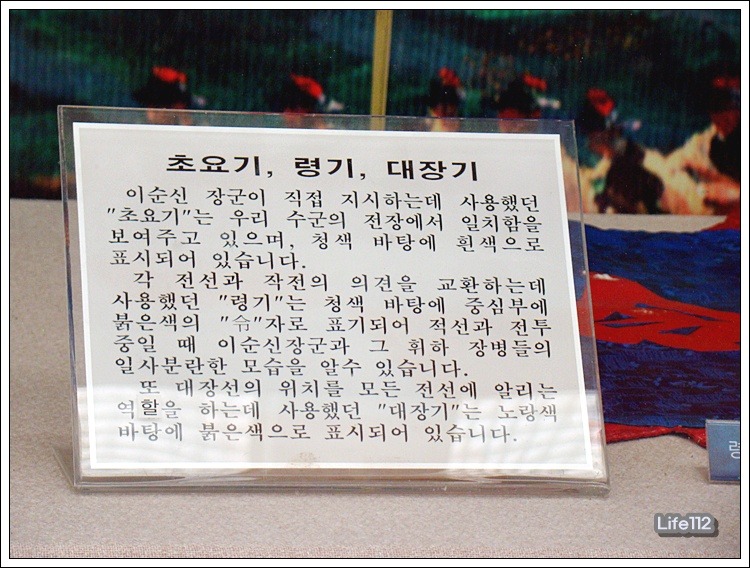 초요기, 령기, 대장기
이순신 장군이 직접 지시하는데 사용했던
"초요기"는 우리 수군의 전장에서 일치함을
보여주고 있으며, 청색 바탕에 흰색으로
표시되어 있습니다.
각 전선과 작전의 의견을 교환하는데
사용했던 "령기"는 청색 바탕에 중심부에
붉은색의 "令"자로 표기되어 적선과 전투
중일 때 이순신장군과 그 휘하 장병들의
일사분란한 모습을 알수 있습니다.
또 대장선의 위치를 모든 전선에 알리는
역할을 하는데 사용했던 "대장기"는 노랑색
바탕에 붉은색으로 표시되어 있습니다.
령
Life112